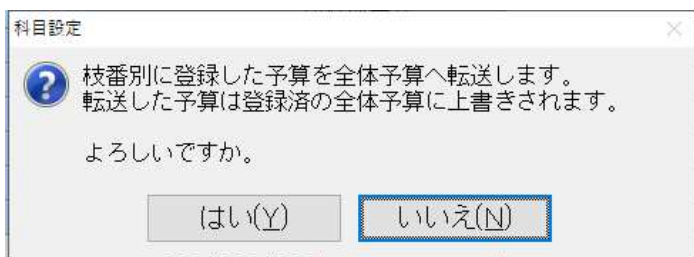 科目設定
枝番別に登録した予算を全体予算へ転送します。
転送した予算は登録済の全体予算に上書きされます。
よろしいですか。
はい(Y)
いいえ(N)